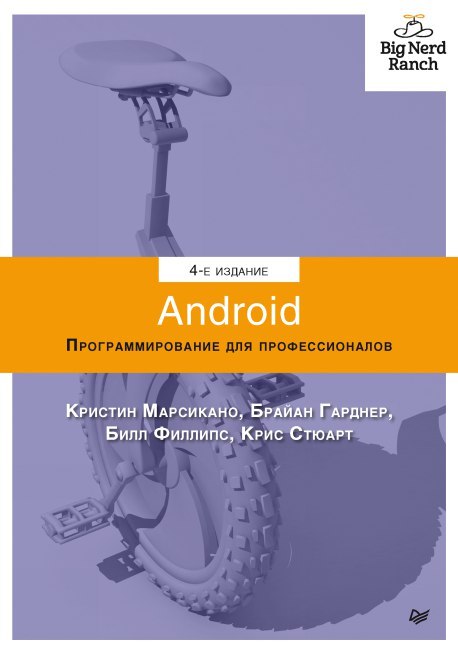 Big Nerd
Ranch
4-Е ИЗДАНИЕ
Android
ПРОГРАММИРОВАНИЕ ДЛЯ ПРОФЕССИОНАЛОВ
КРИСТИН МАРСИКАНО, БРАЙАН ГАРДНЕР,
БИЛЛ ФИЛЛИПС, КРИС СТЮАРТ